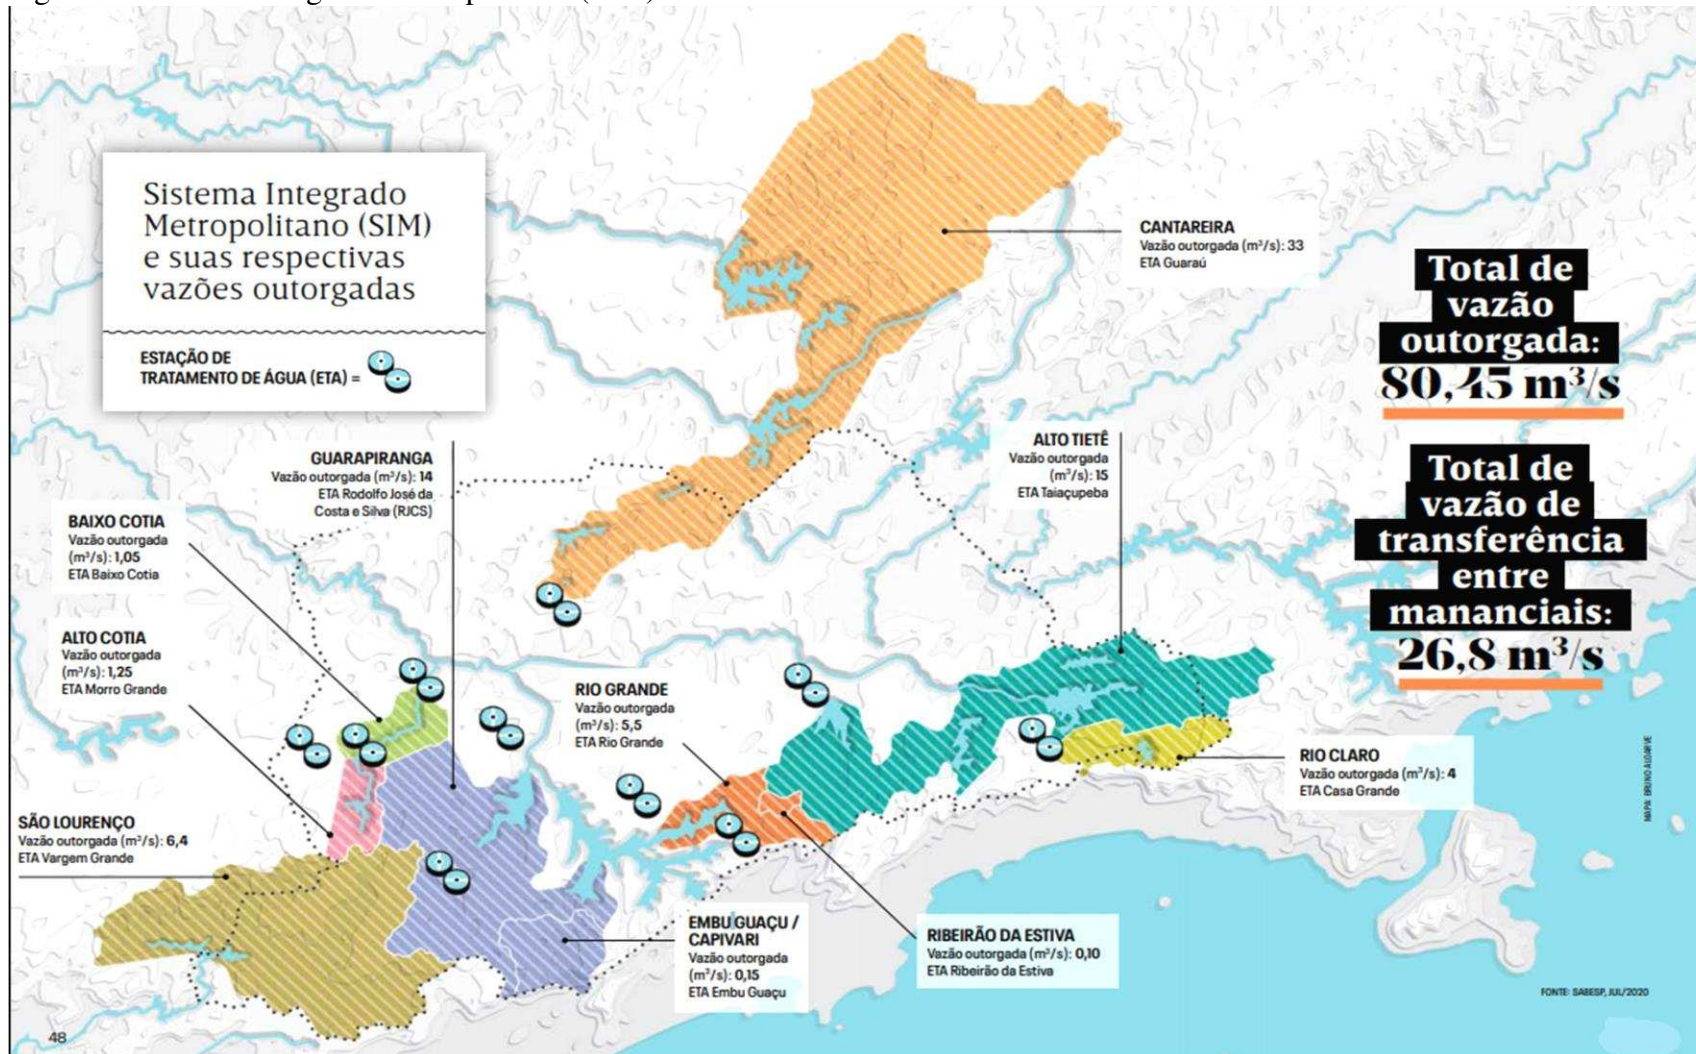 Sistema Integrado
Metropolitano (SIM)
e suas respectivas
vazões outorgadas
ESTAÇÃO DE
TRATAMENTO DE ÁGUA (ETA) =
CANTAREIRA
Vazão outorgada (m³/s): 33
ETA Guaraú
Total de
vazão
outorgada:
80,45 m³/s
Total de
vazão de
transferência
entre
mananciais:
26,8 m³/s
GUARAPIRANGA
Vazão outorgada (m³/s): 14
ETA Rodolfo José da
Costa e Silva (RJCS)
ALTO TIETÊ
Vazão outorgada
(m³/s): 15
ETA Taiaçupeba
BAIXO COTIA
Vazão outorgada
(m³/s): 1,05
ETA Baixo Cotia
ALTO COTIA
Vazão outorgada
(m³/s): 1,25
ETA Morro Grande
RIO GRANDE
Vazão outorgada
(m³/s): 5,5
ETA Rio Grande
RIO CLARO
Vazão outorgada (m³/s): 4
ETA Casa Grande
SÃO LOURENÇO
Vazão outorgada (m³/s): 6,4
ETA Vargem Grande
EMBU GUAÇU /
CAPIVARI
Vazão outorgada
(m³/s): 0,15
ETA Embu Guaçu
RIBEIRÃO DA ESTIVA
Vazão outorgada (m³/s): 0,10
ETA Ribeirão da Estiva
MAPA: BRUNO ALGARVE
FONTE: SABESP, JUL/2020
48